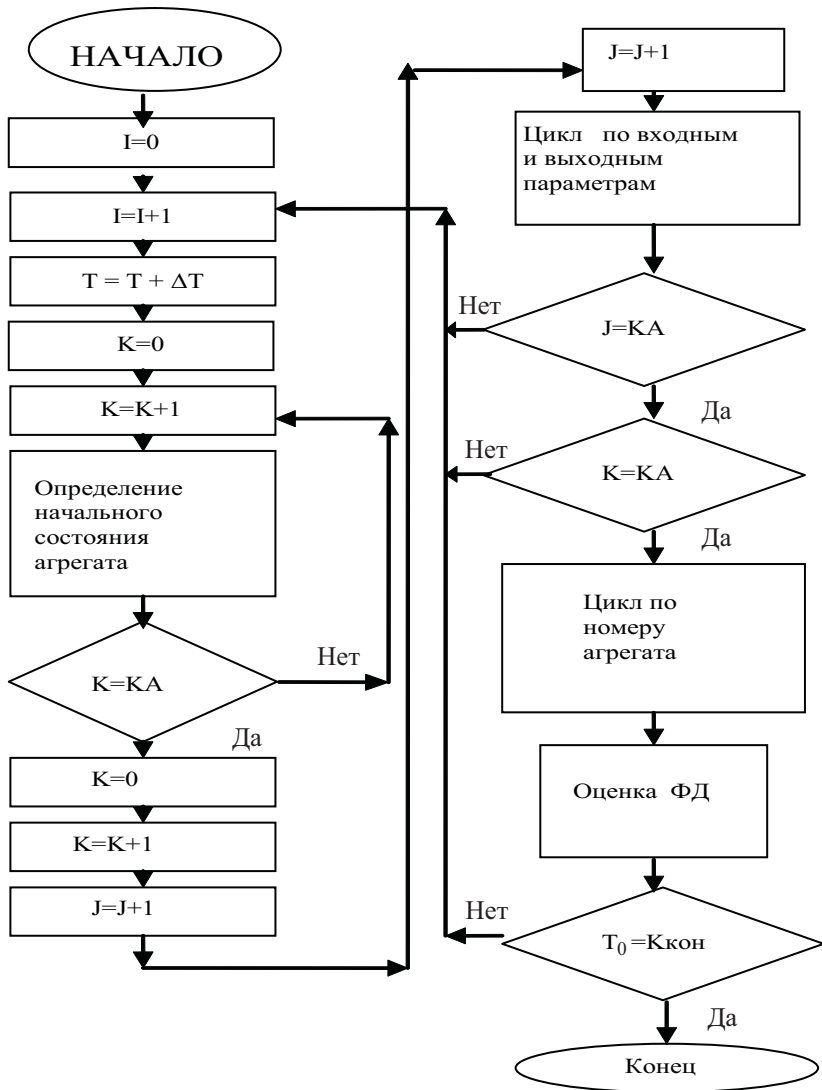 НАЧАЛО
I=0
I=I+1
T = T + ΔT
K=0
K=K+1
Определение
начального
состояния
агрегата
K=KA
Нет
Да
K=0
K=K+1
J=J+1
J=J+1
Цикл по входным
и выходным
параметрам
Нет
J=KA
Да
Нет
K=KA
Да
Цикл по
номеру
агрегата
Оценка ФД
Нет
T₀ =Kкон
Да
Конец